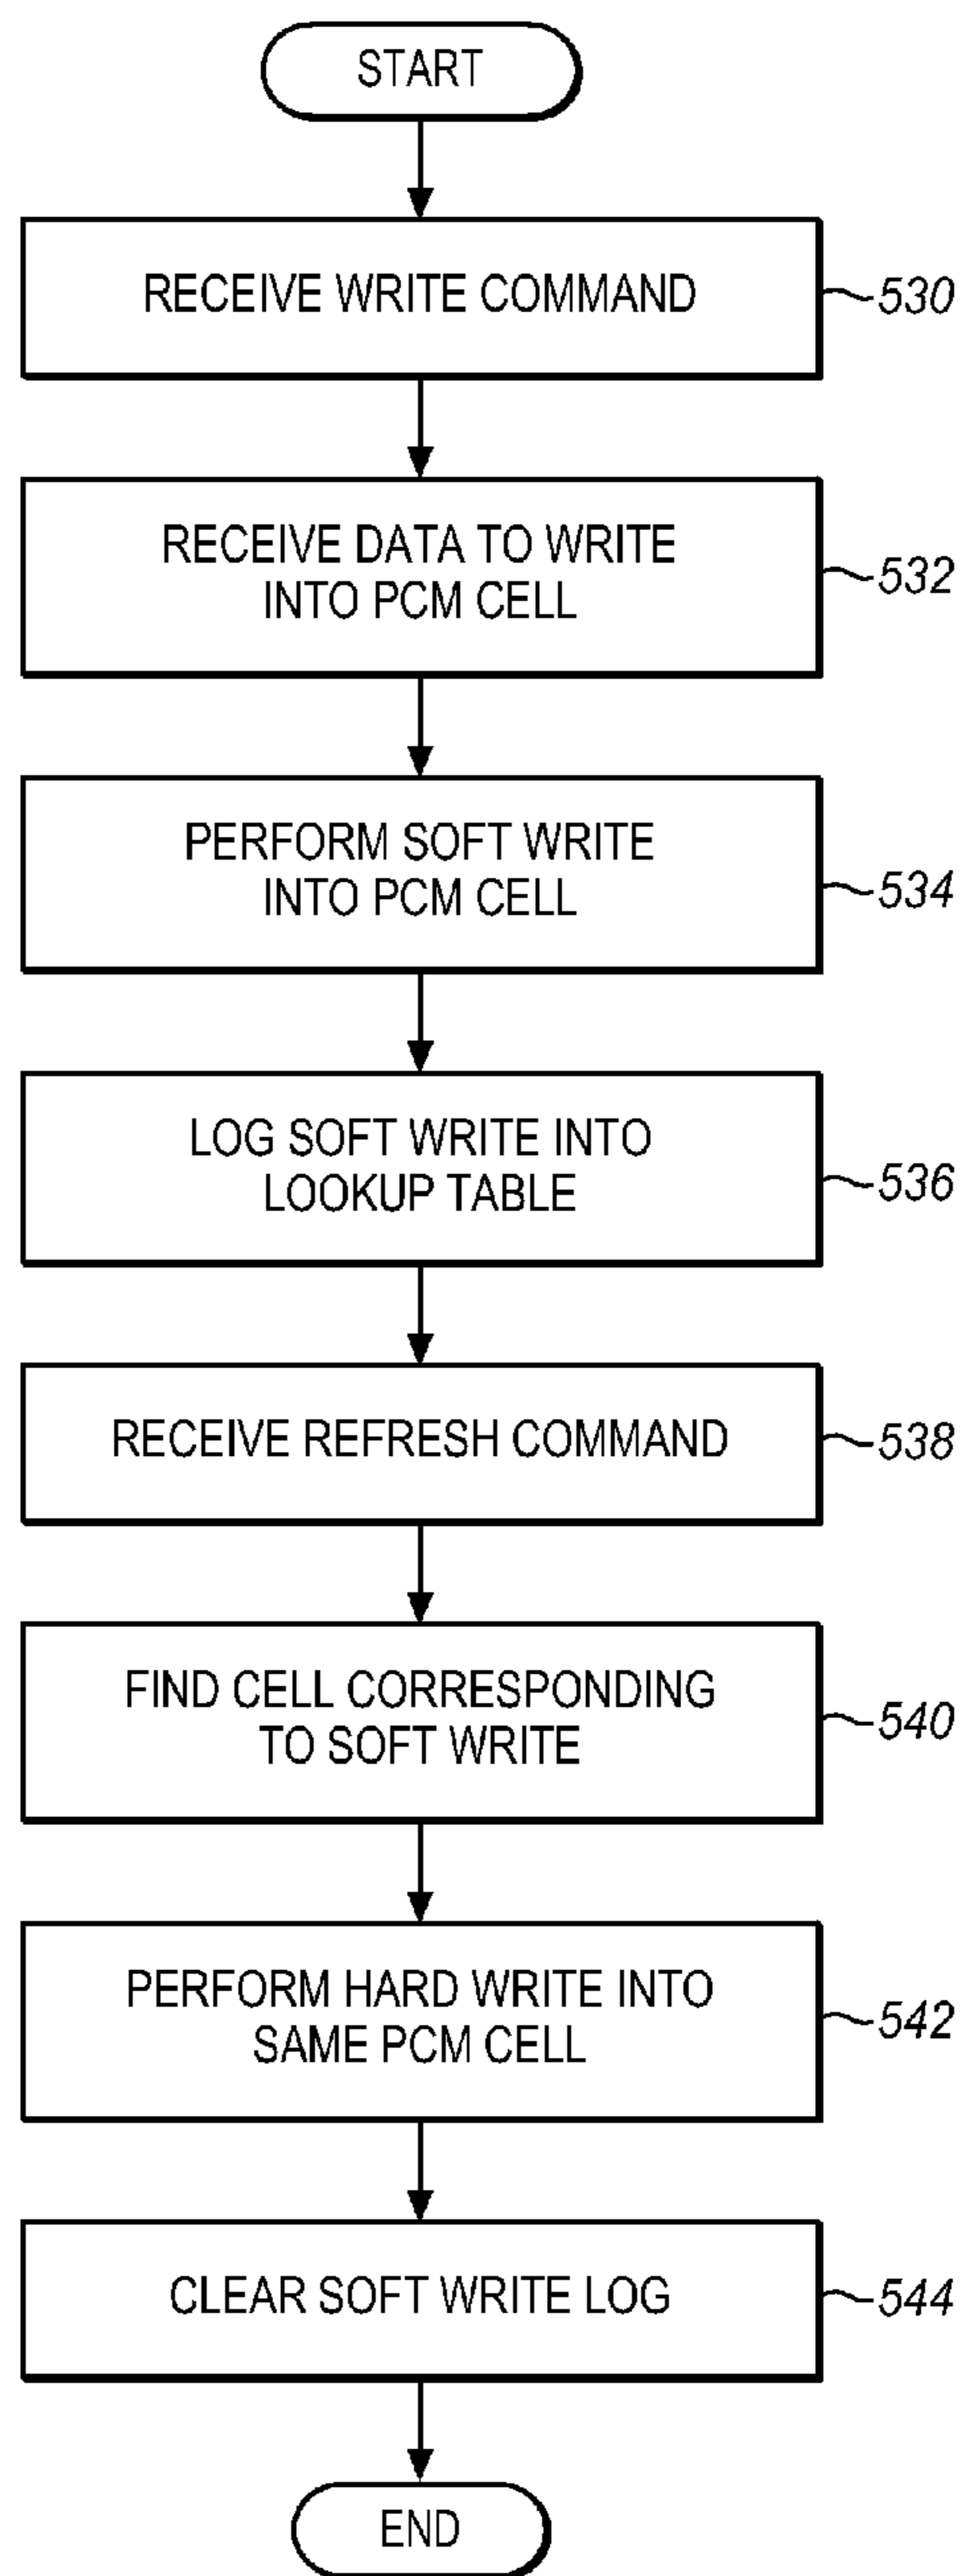 START
RECEIVE WRITE COMMAND
530
RECEIVE DATA TO WRITE
INTO PCM CELL
532
PERFORM SOFT WRITE
INTO PCM CELL
534
LOG SOFT WRITE INTO
LOOKUP TABLE
536
RECEIVE REFRESH COMMAND
538
FIND CELL CORRESPONDING
TO SOFT WRITE
540
PERFORM HARD WRITE INTO
SAME PCM CELL
542
CLEAR SOFT WRITE LOG
544
END